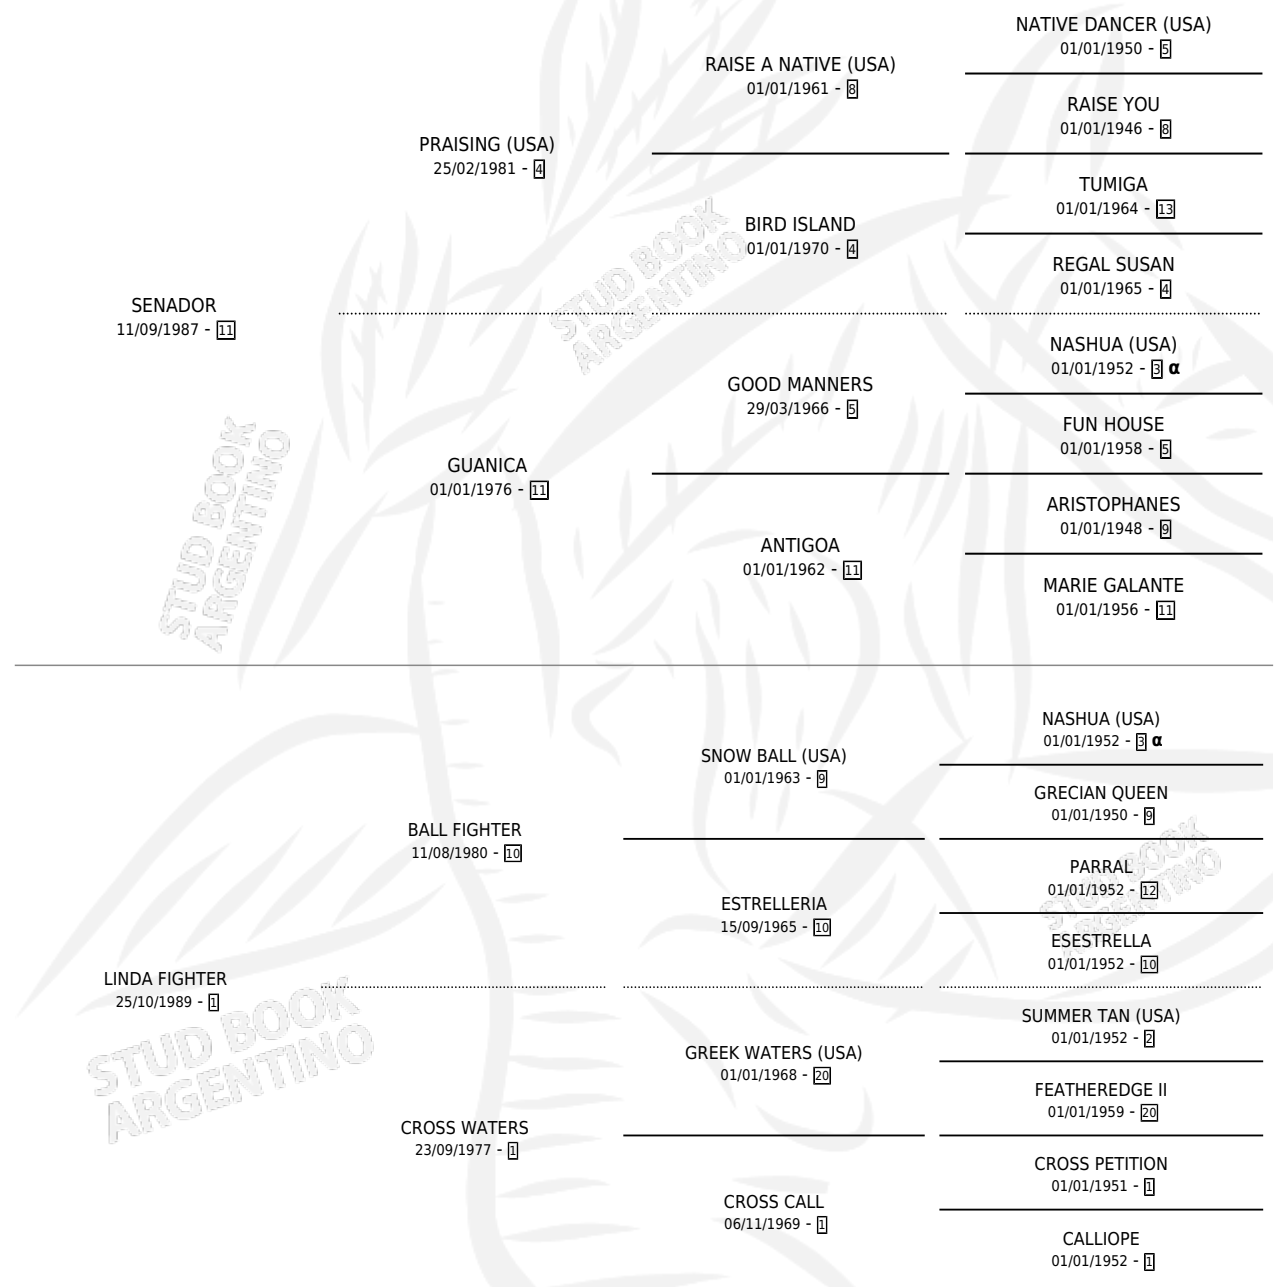 NATIVE DANCER (USA)
01/01/1950 - 5
RAISE A NATIVE (USA)
01/01/1961 - 8
RAISE YOU
01/01/1946 - 8
PRAISING (USA)
25/02/1981 - 4
TUMIGA
01/01/1964 - 13
BIRD ISLAND
01/01/1970 - 4
REGAL SUSAN
01/01/1965 - 4
SENADOR
11/09/1987 - 11
NASHUA (USA)
01/01/1952 - 3 α
GOOD MANNERS
29/03/1966 - 5
FUN HOUSE
01/01/1958 - 5
GUANICA
01/01/1976 - 11
ARISTOPHANES
01/01/1948 - 9
ANTIGOA
01/01/1962 - 11
MARIE GALANTE
01/01/1956 - 11
STUD BOOK
ARGENTINO
STUD BOOK
ARGENTINO
NASHUA (USA)
01/01/1952 - 3 α
SNOW BALL (USA)
01/01/1963 - 9
GRECIAN QUEEN
01/01/1950 - 9
BALL FIGHTER
11/08/1980 - 10
PARRAL
01/01/1952 - 12
ESTRELLERIA
15/09/1965 - 10
ESESTRELLA
01/01/1952 - 10
LINDA FIGHTER
25/10/1989 - 1
SUMMER TAN (USA)
01/01/1952 - 2
GREEK WATERS (USA)
01/01/1968 - 20
FEATHEREDGE II
01/01/1959 - 20
CROSS WATERS
23/09/1977 - 1
CROSS PETITION
01/01/1951 - 1
CROSS CALL
06/11/1969 - 1
CALLIOPE
01/01/1952 - 1
STUD BOOK
ARGENTINO
STUD BOOK
ARGENTINO